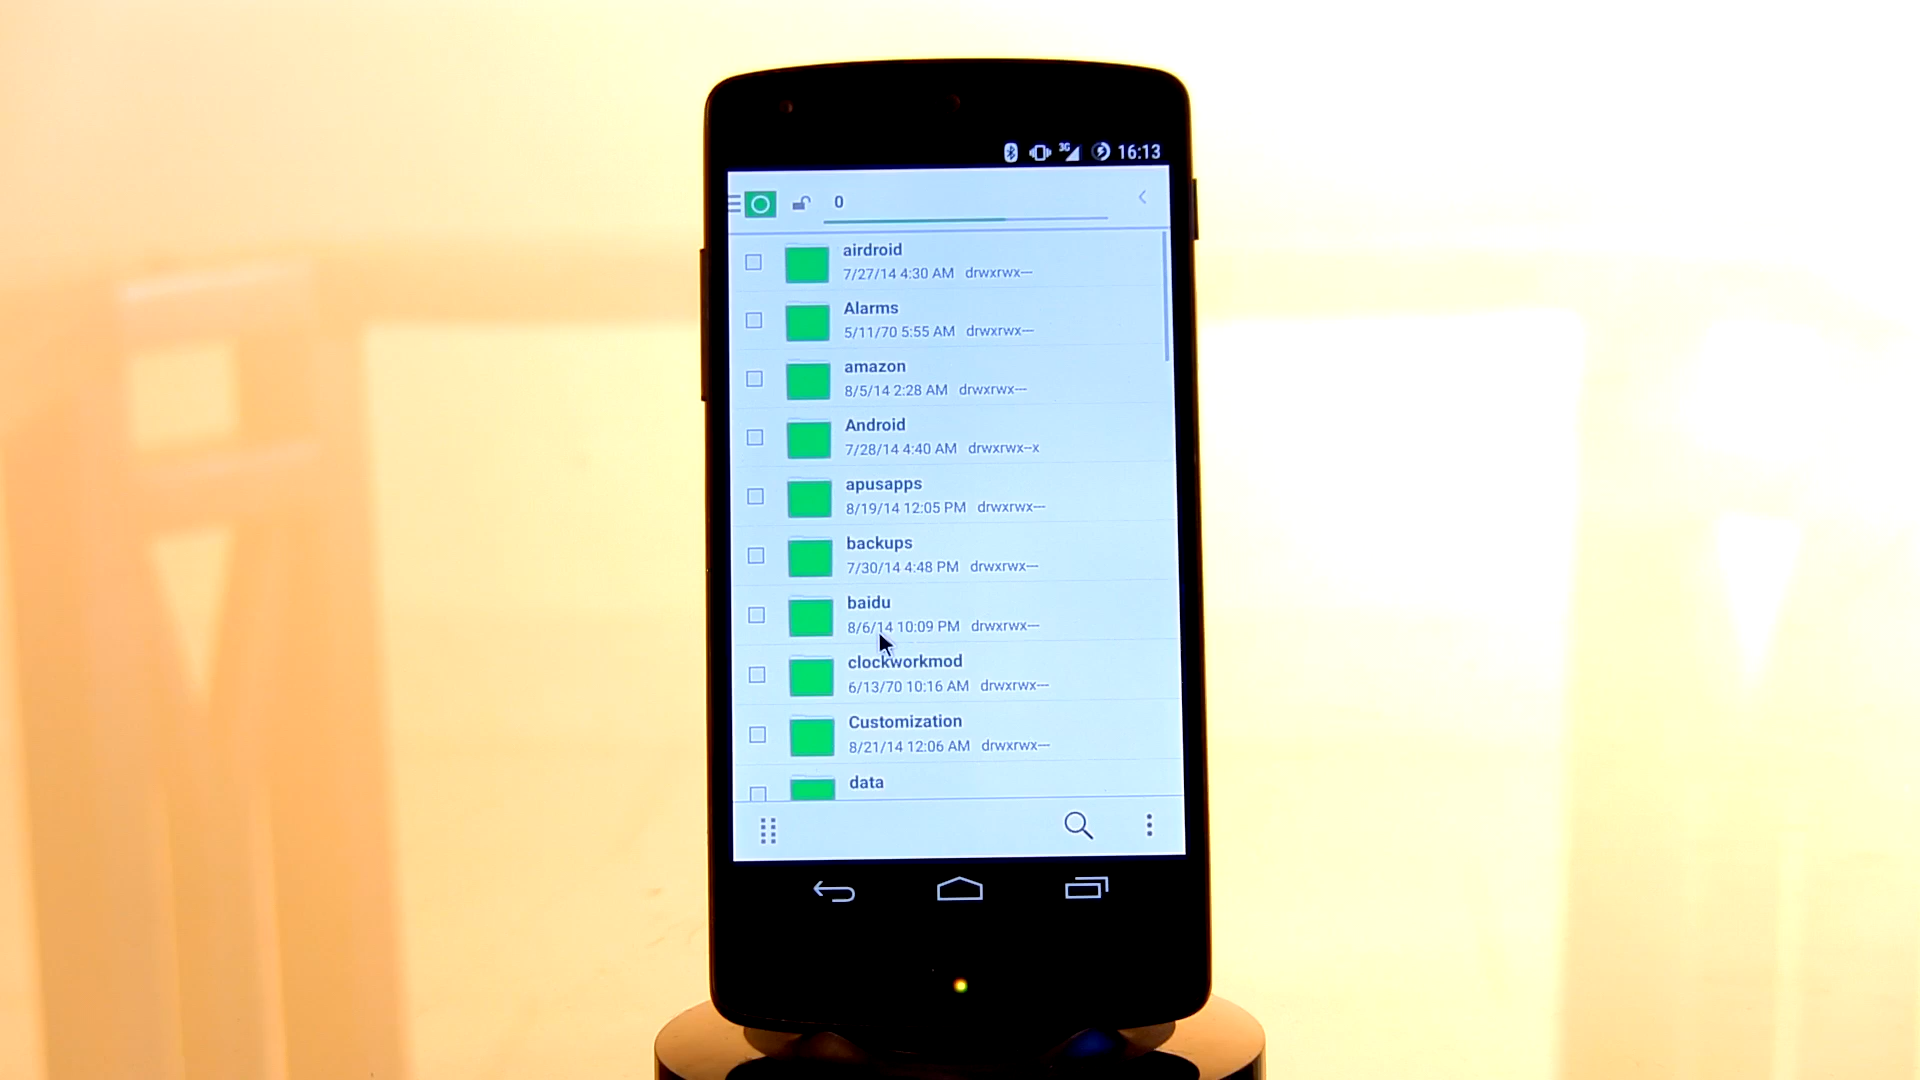 3G 16:13
0
airdroid
7/27/14 4:30 AM drwxrwx---
Alarms
5/11/70 5:55 AM drwxrwx---
amazon
8/5/14 2:28 AM drwxrwx---
Android
7/28/14 4:40 AM drwxrwx--x
apusapps
8/19/14 12:05 PM drwxrwx---
backups
7/30/14 4:48 PM drwxrwx---
baidu
8/6/14 10:09 PM drwxrwx---
clockworkmod
6/13/70 10:16 AM drwxrwx---
Customization
8/21/14 12:06 AM drwxrwx---
data